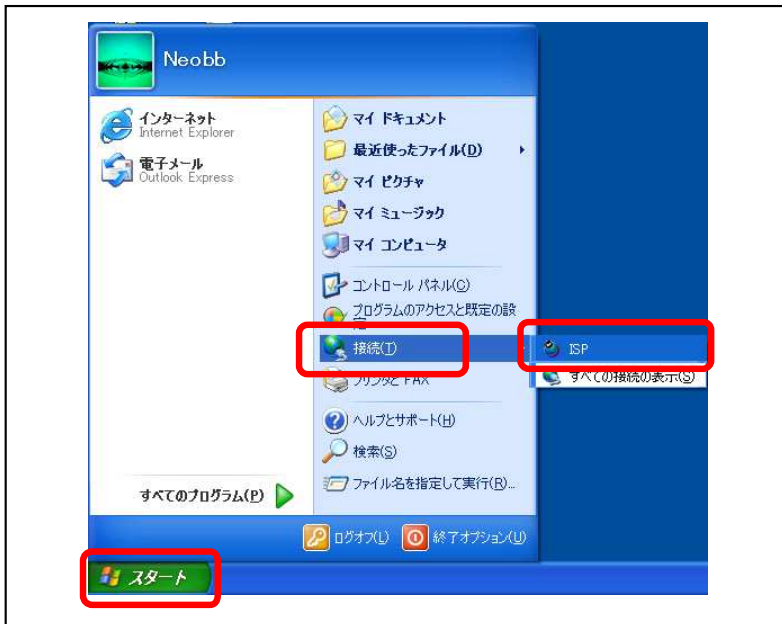 Neobb
インターネット
Internet Explorer
電子メール
Outlook Express
すべてのプログラム(P)
マイ ドキュメント
最近使ったファイル(D)
マイ ピクチャ
マイ ミュージック
マイ コンピュータ
コントロール パネル(C)
プログラムのアクセスと既定の設
定
接続(T)
プリンタと FAX
ヘルプとサポート(H)
検索(S)
ファイル名を指定して実行(R)...
ISP
すべての接続の表示(S)
ログオフ(L)
終了オプション(U)
スタート